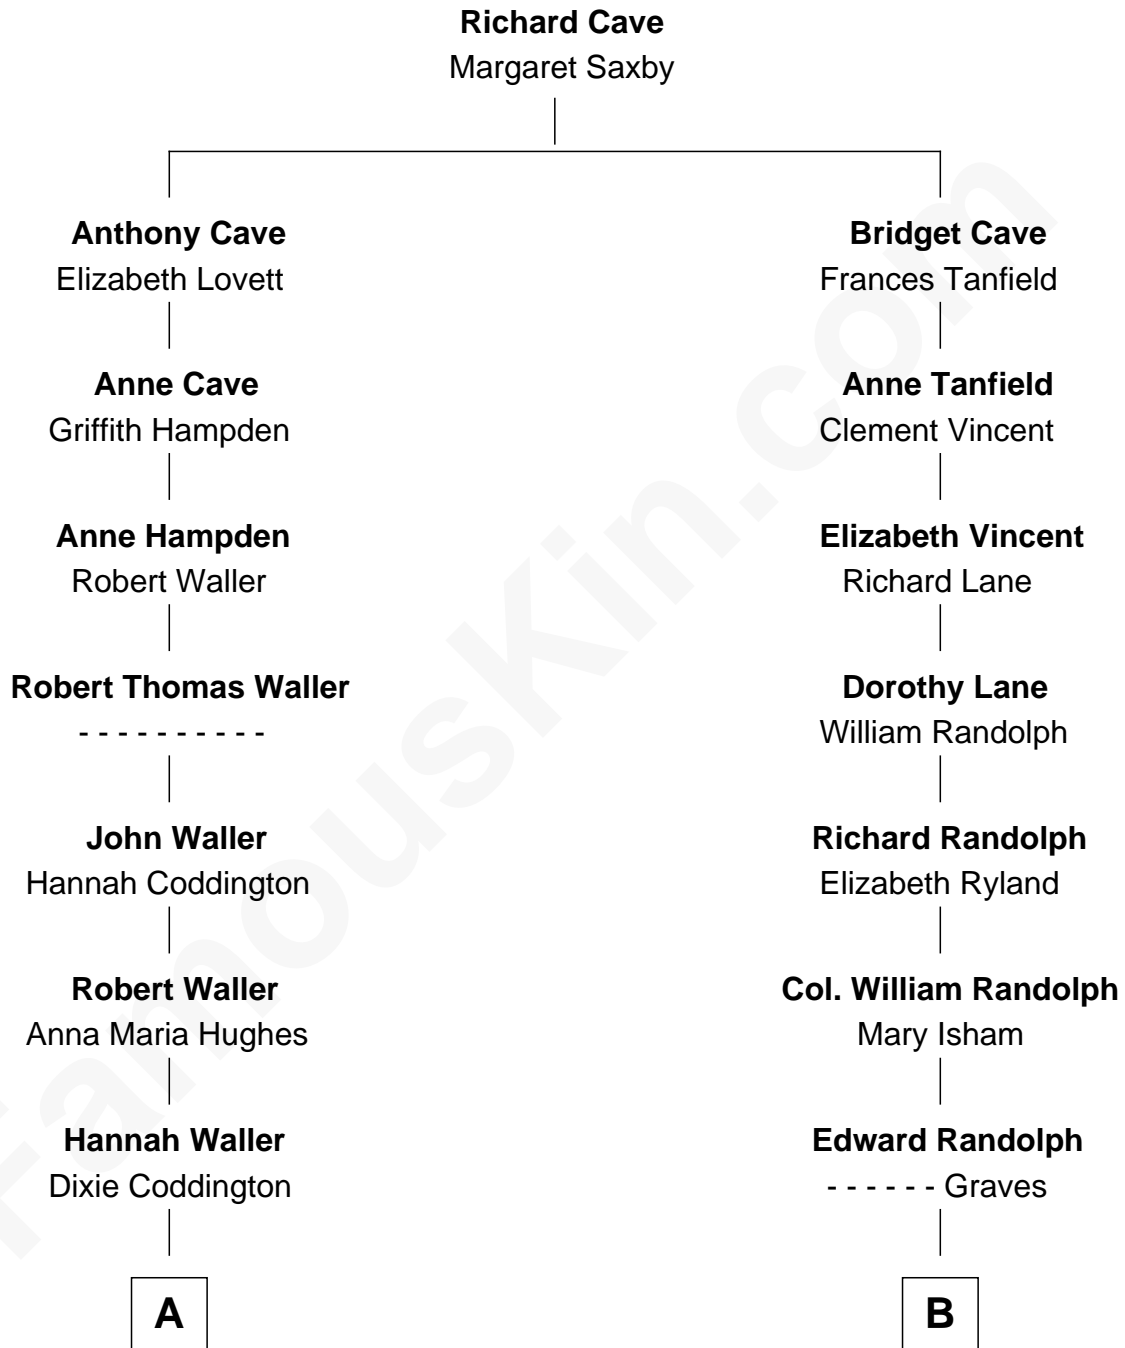 Richard Cave
Margaret Saxby
Anthony Cave
Elizabeth Lovett
Anne Cave
Griffith Hampden
Anne Hampden
Robert Waller
Robert Thomas Waller
- - - - - - - - - -
John Waller
Hannah Coddington
Robert Waller
Anna Maria Hughes
Hannah Waller
Dixie Coddington
A
Bridget Cave
Frances Tanfield
Anne Tanfield
Clement Vincent
Elizabeth Vincent
Richard Lane
Dorothy Lane
William Randolph
Richard Randolph
Elizabeth Ryland
Col. William Randolph
Mary Isham
Edward Randolph
- - - - - - Graves
B
FamousKin.com